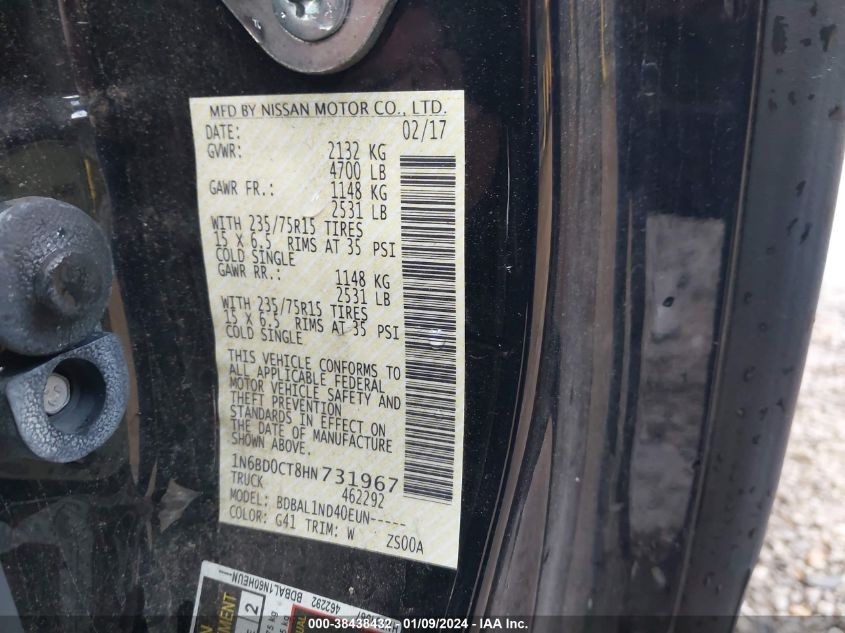 MFD BY NISSAN MOTOR CO., LTD.
DATE: 02/17
GVWR: 2132 KG
4700 LB
GAWR FR.: 1148 KG
2531 LB
WITH 235/75R15 TIRES
15 X 6.5 RIMS AT 35 PSI
COLD SINGLE
GAWR RR.: 1148 KG
2531 LB
WITH 235/75R15 TIRES
15 X 6.5 RIMS AT 35 PSI
COLD SINGLE
THIS VEHICLE CONFORMS TO
ALL APPLICABLE FEDERAL
MOTOR VEHICLE SAFETY AND
THEFT PREVENTION
STANDARDS IN EFFECT ON
THE DATE OF MANUFACTURE
SHOWN ABOVE.
1N6BD0CT8HN731967
TRUCK 462292
MODEL: BDBAL1ND40EUN-----
COLOR: G41 TRIM: W ZS00A
462292 BDBAL1N60HEUN
2
000-38438432 - 01/09/2024 - IAA Inc.